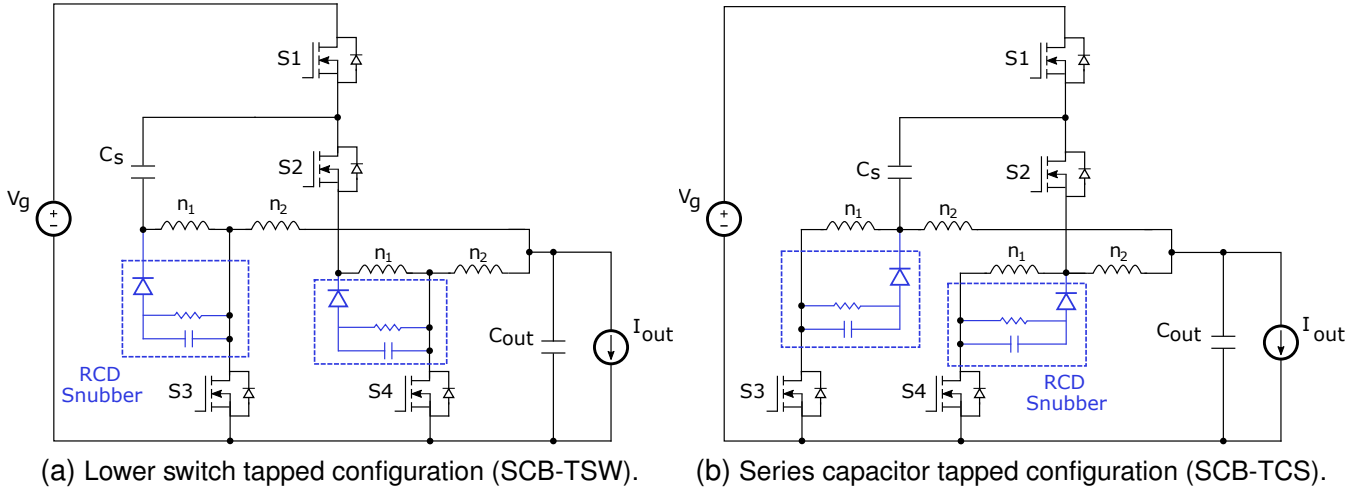 S1
S2
Cs
Vg
+
−
n1
n2
n1
n2
Cout
Iout
RCD
Snubber
S3
S4
(a) Lower switch tapped configuration (SCB-TSW).
S1
S2
Cs
Vg
+
−
n1
n2
n1
n2
Cout
Iout
RCD
Snubber
S3
S4
(b) Series capacitor tapped configuration (SCB-TCS).